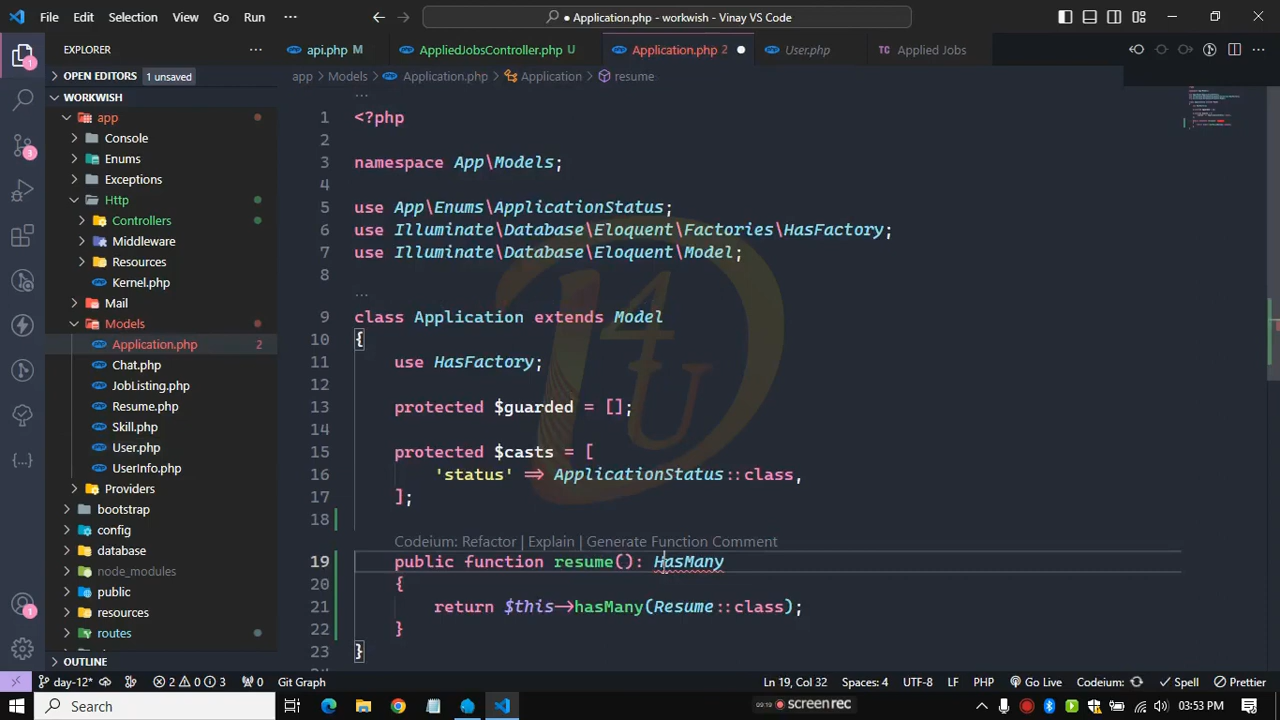 File Edit Selection View Go Run ··· Application.php - workwish - Vinay VS Code
EXPLORER ···
api.php M AppliedJobsController.php U Application.php 2 User.php Applied Jobs
OPEN EDITORS 1 unsaved
app Models Application.php Application resume
WORKWISH
app
Console
Enums
Exceptions
Http
Controllers
Middleware
Resources
Kernel.php
Mail
Models
Application.php 2
Chat.php
JobListing.php
Resume.php
Skill.php
User.php
UserInfo.php
Providers
bootstrap
config
database
node_modules
public
resources
routes
OUTLINE
1
3
···
1 <?php
2
3 namespace App\Models;
4
5 use App\Enums\ApplicationStatus;
6 use Illuminate\Database\Eloquent\Factories\HasFactory;
7 use Illuminate\Database\Eloquent\Model;
8
···
9 class Application extends Model
10 {
11 use HasFactory;
12
13 protected $guarded = [];
14
15 protected $casts = [
16 'status' => ApplicationStatus::class,
17 ];
18
Codeium: Refactor | Explain | Generate Function Comment
19 public function resume(): HasMany
20 {
21 return $this->hasMany(Resume::class);
22 }
23 }
D4U
day-12* 2 0 3 0 Git Graph Ln 19, Col 32 Spaces: 4 UTF-8 LF PHP Go Live Codeium: Spell Prettier
Search screenrec 03:53 PM